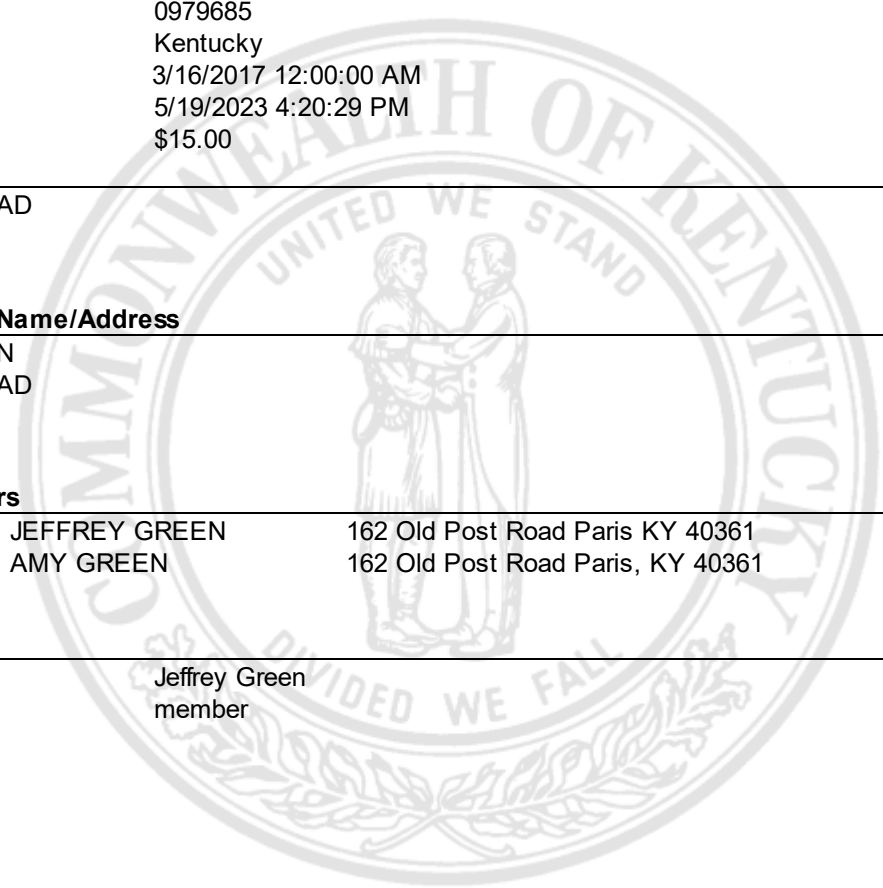 0979685
Kentucky
3/16/2017 12:00:00 AM
5/19/2023 4:20:29 PM
$15.00
AD
Name/Address
N
AD
rs
JEFFREY GREEN 162 Old Post Road Paris KY 40361
AMY GREEN 162 Old Post Road Paris, KY 40361
Jeffrey Green
member
COMMONWEALTH OF KENTUCKY
UNITED WE STAND
DIVIDED WE FALL